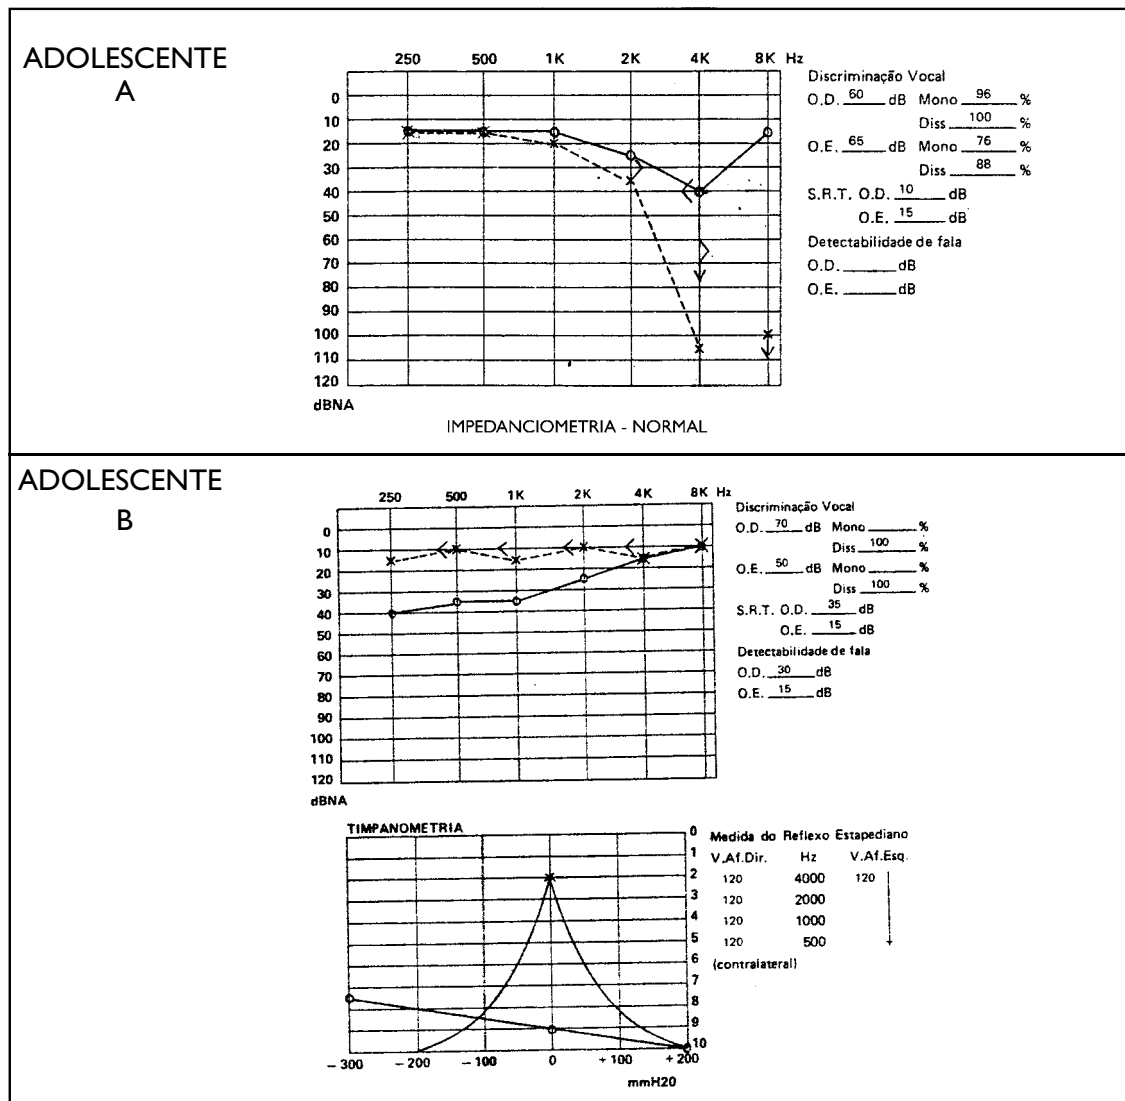 ADOLESCENTE
A
250 500 1K 2K 4K 8K Hz
0
10
20
30
40
50
60
70
80
90
100
110
120
dBNA
Discriminação Vocal
O.D. 60 dB Mono 96 %
Diss 100 %
O.E. 65 dB Mono 76 %
Diss 88 %
S.R.T. O.D. 10 dB
O.E. 15 dB
Detectabilidade de fala
O.D. dB
O.E. dB
IMPEDANCIOMETRIA - NORMAL
ADOLESCENTE
B
250 500 1K 2K 4K 8K Hz
0
10
20
30
40
50
60
70
80
90
100
110
120
dBNA
Discriminação Vocal
O.D. 70 dB Mono %
Diss 100 %
O.E. 50 dB Mono %
Diss 100 %
S.R.T. O.D. 35 dB
O.E. 15 dB
Detectabilidade de fala
O.D. 30 dB
O.E. 15 dB
TIMPANOMETRIA
0
1
2
3
4
5
6
7
8
9
10
-300 -200 -100 0 +100 +200
mmH20
Medida do Reflexo Estapediano
V.Af.Dir. Hz V.Af.Esq.
120 4000 120
120 2000
120 1000
120 500
(contralateral)